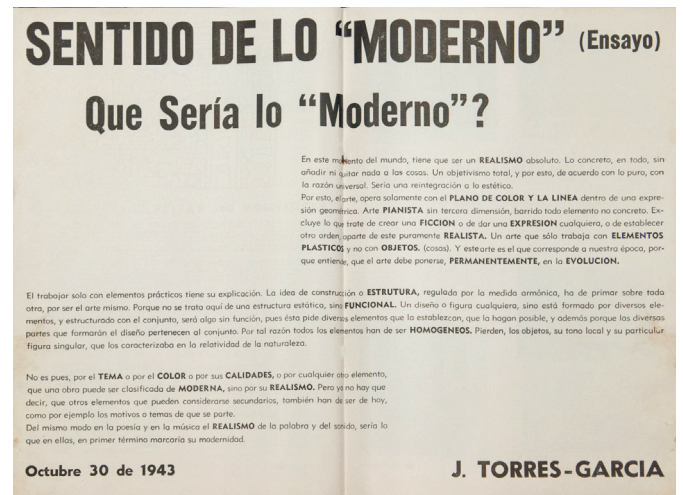 SENTIDO DE LO “MODERNO” (Ensayo)
Que Sería lo “Moderno”?
En este momento del mundo, tiene que ser un REALISMO absoluto. Lo concreto, en todo, sin
añadir ni quitar nada a las cosas. Un objetivismo total, y por esto, de acuerdo con lo puro, con
la razón universal. Sería una reintegración a lo estético.
Por esto, el arte, opera solamente con el PLANO DE COLOR Y LA LINEA dentro de una expre-
sión geométrica. Arte PIANISTA sin tercera dimensión, barrido todo elemento no concreto. Ex-
cluye lo que trate de crear una FICCION o de dar una EXPRESION cualquiera, o de establecer
otro orden, aparte de este puramente REALISTA. Un arte que sólo trabaja con ELEMENTOS
PLASTICOS y no con OBJETOS. (cosas). Y este arte es el que corresponde a nuestra época, por-
que entiende, que el arte debe ponerse, PERMANENTEMENTE, en la EVOLUCION.
El trabajar solo con elementos prácticos tiene su explicación. La idea de construcción o ESTRUTURA, regulada por la medida armónica, ha de primar sobre toda
otra, por ser el arte mismo. Porque no se trata aquí de una estructura estática, sino FUNCIONAL. Un diseño o figura cualquiera, sino está formado por diversos ele-
mentos, y estructurado con el conjunto, será algo sin función, pues ésta pide diversos elementos que la establezcan, que la hagan posible, y además porque las diversas
partes que formarán el diseño pertenecen al conjunto. Por tal razón todos los elementos han de ser HOMOGENEOS. Pierden, los objetos, su tono local y su particular
figura singular, que los caracterizaba en la relatividad de la naturaleza.
No es pues, por el TEMA o por el COLOR o por sus CALIDADES, o por cualquier otro elemento,
que una obra puede ser clasificada de MODERNA, sino por su REALISMO. Pero ya no hay que
decir, que otros elementos que pueden considerarse secundarios, también han de ser de hoy,
como por ejemplo los motivos o temas de que se parte.
Del mismo modo en la poesía y en la música el REALISMO de la palabra y del sonido, sería lo
que en ellas, en primer término marcaría su modernidad.
Octubre 30 de 1943
J. TORRES-GARCIA